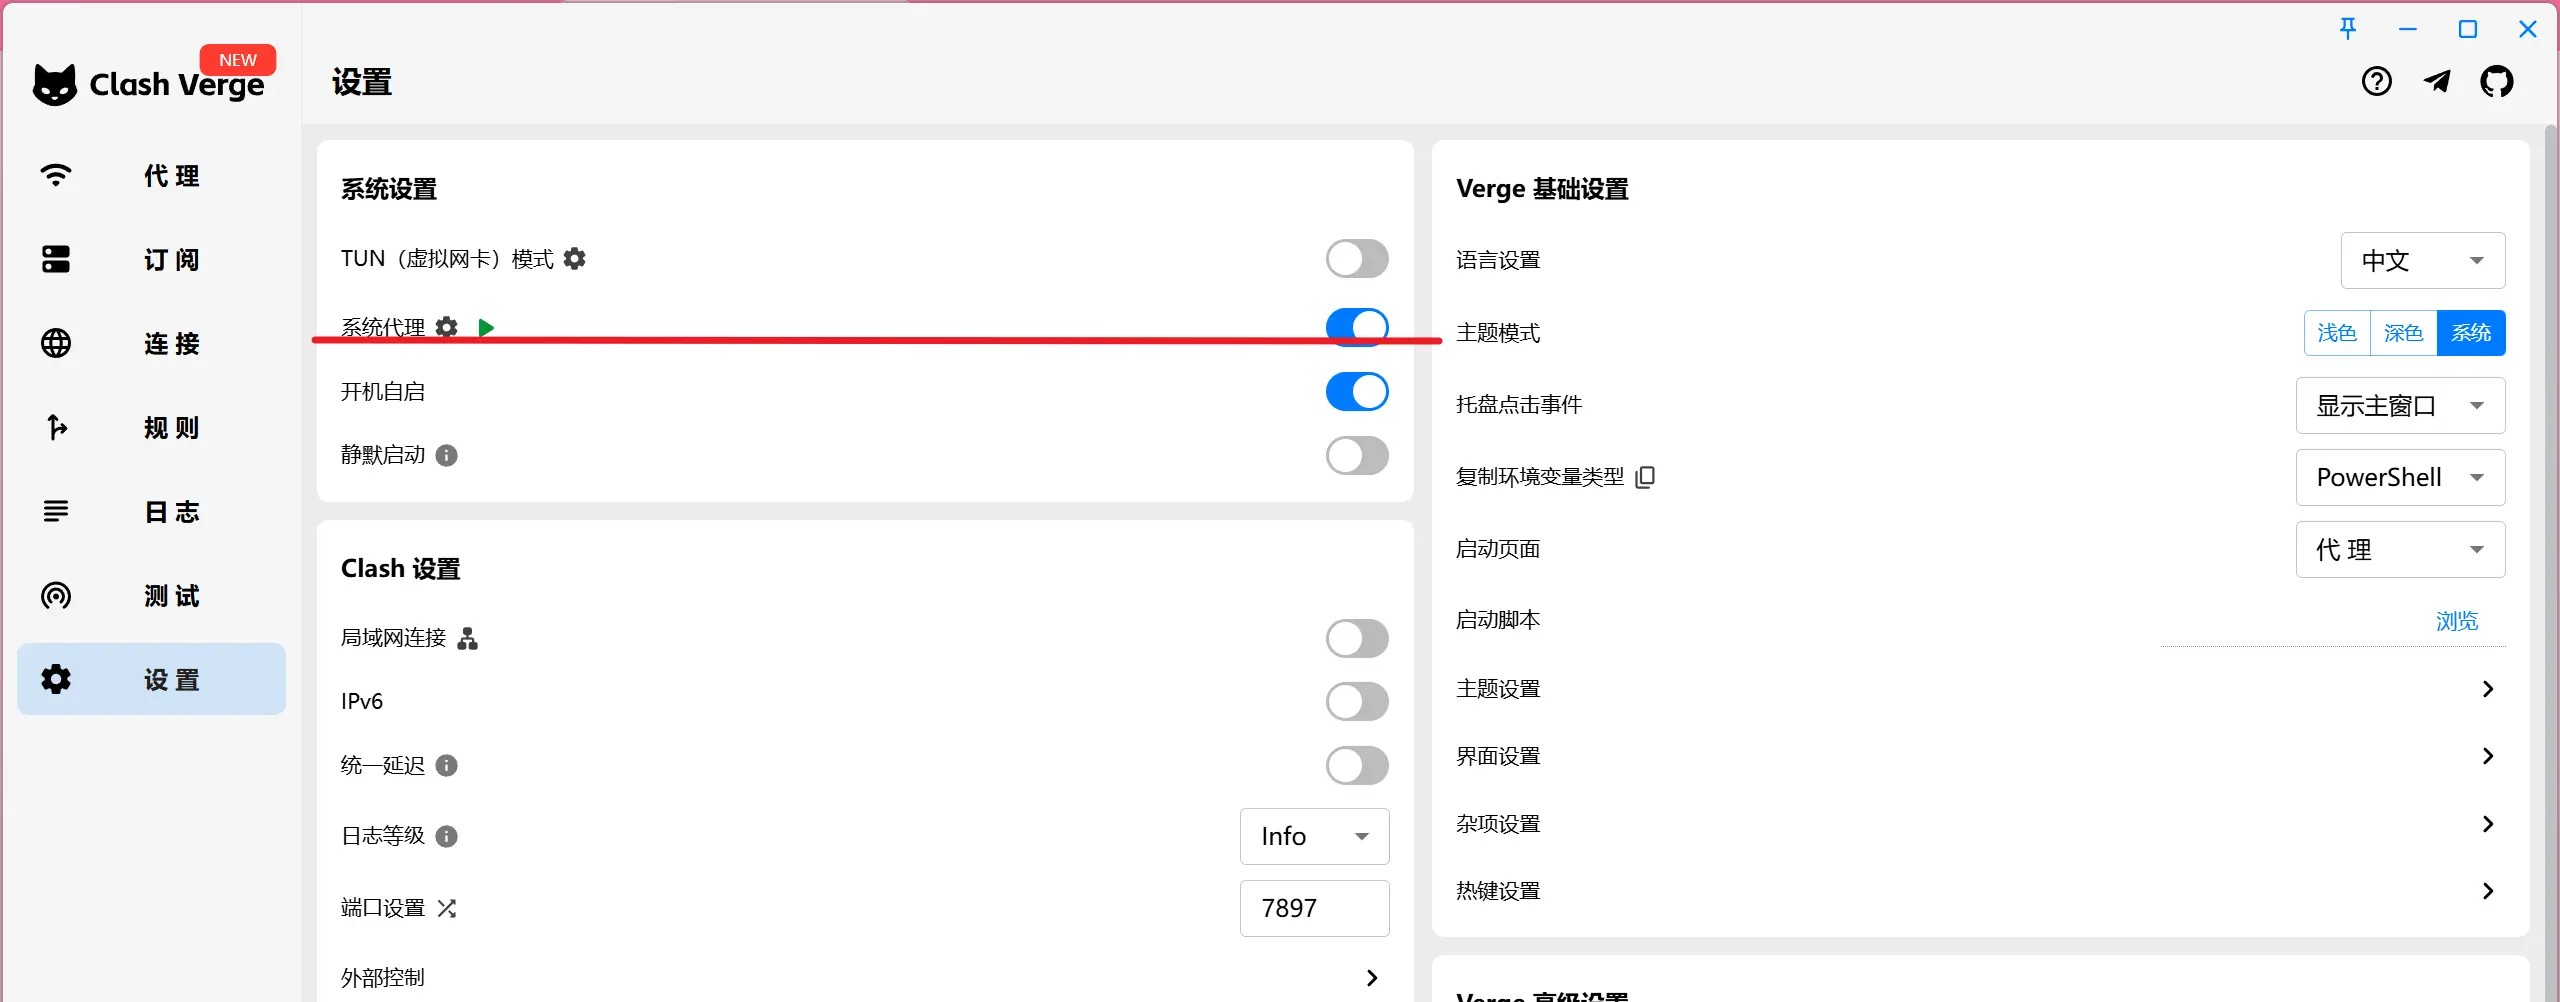 NEW
Clash Verge
代 理
订 阅
连 接
规 则
日 志
测 试
设 置
设置
系统设置
TUN（虚拟网卡）模式
系统代理
开机自启
静默启动
Clash 设置
局域网连接
IPv6
统一延迟
日志等级 Info
端口设置 7897
外部控制
Verge 基础设置
语言设置 中文
主题模式 浅色 深色 系统
托盘点击事件 显示主窗口
复制环境变量类型 PowerShell
启动页面 代 理
启动脚本 浏览
主题设置
界面设置
杂项设置
热键设置
Verge 高级设置